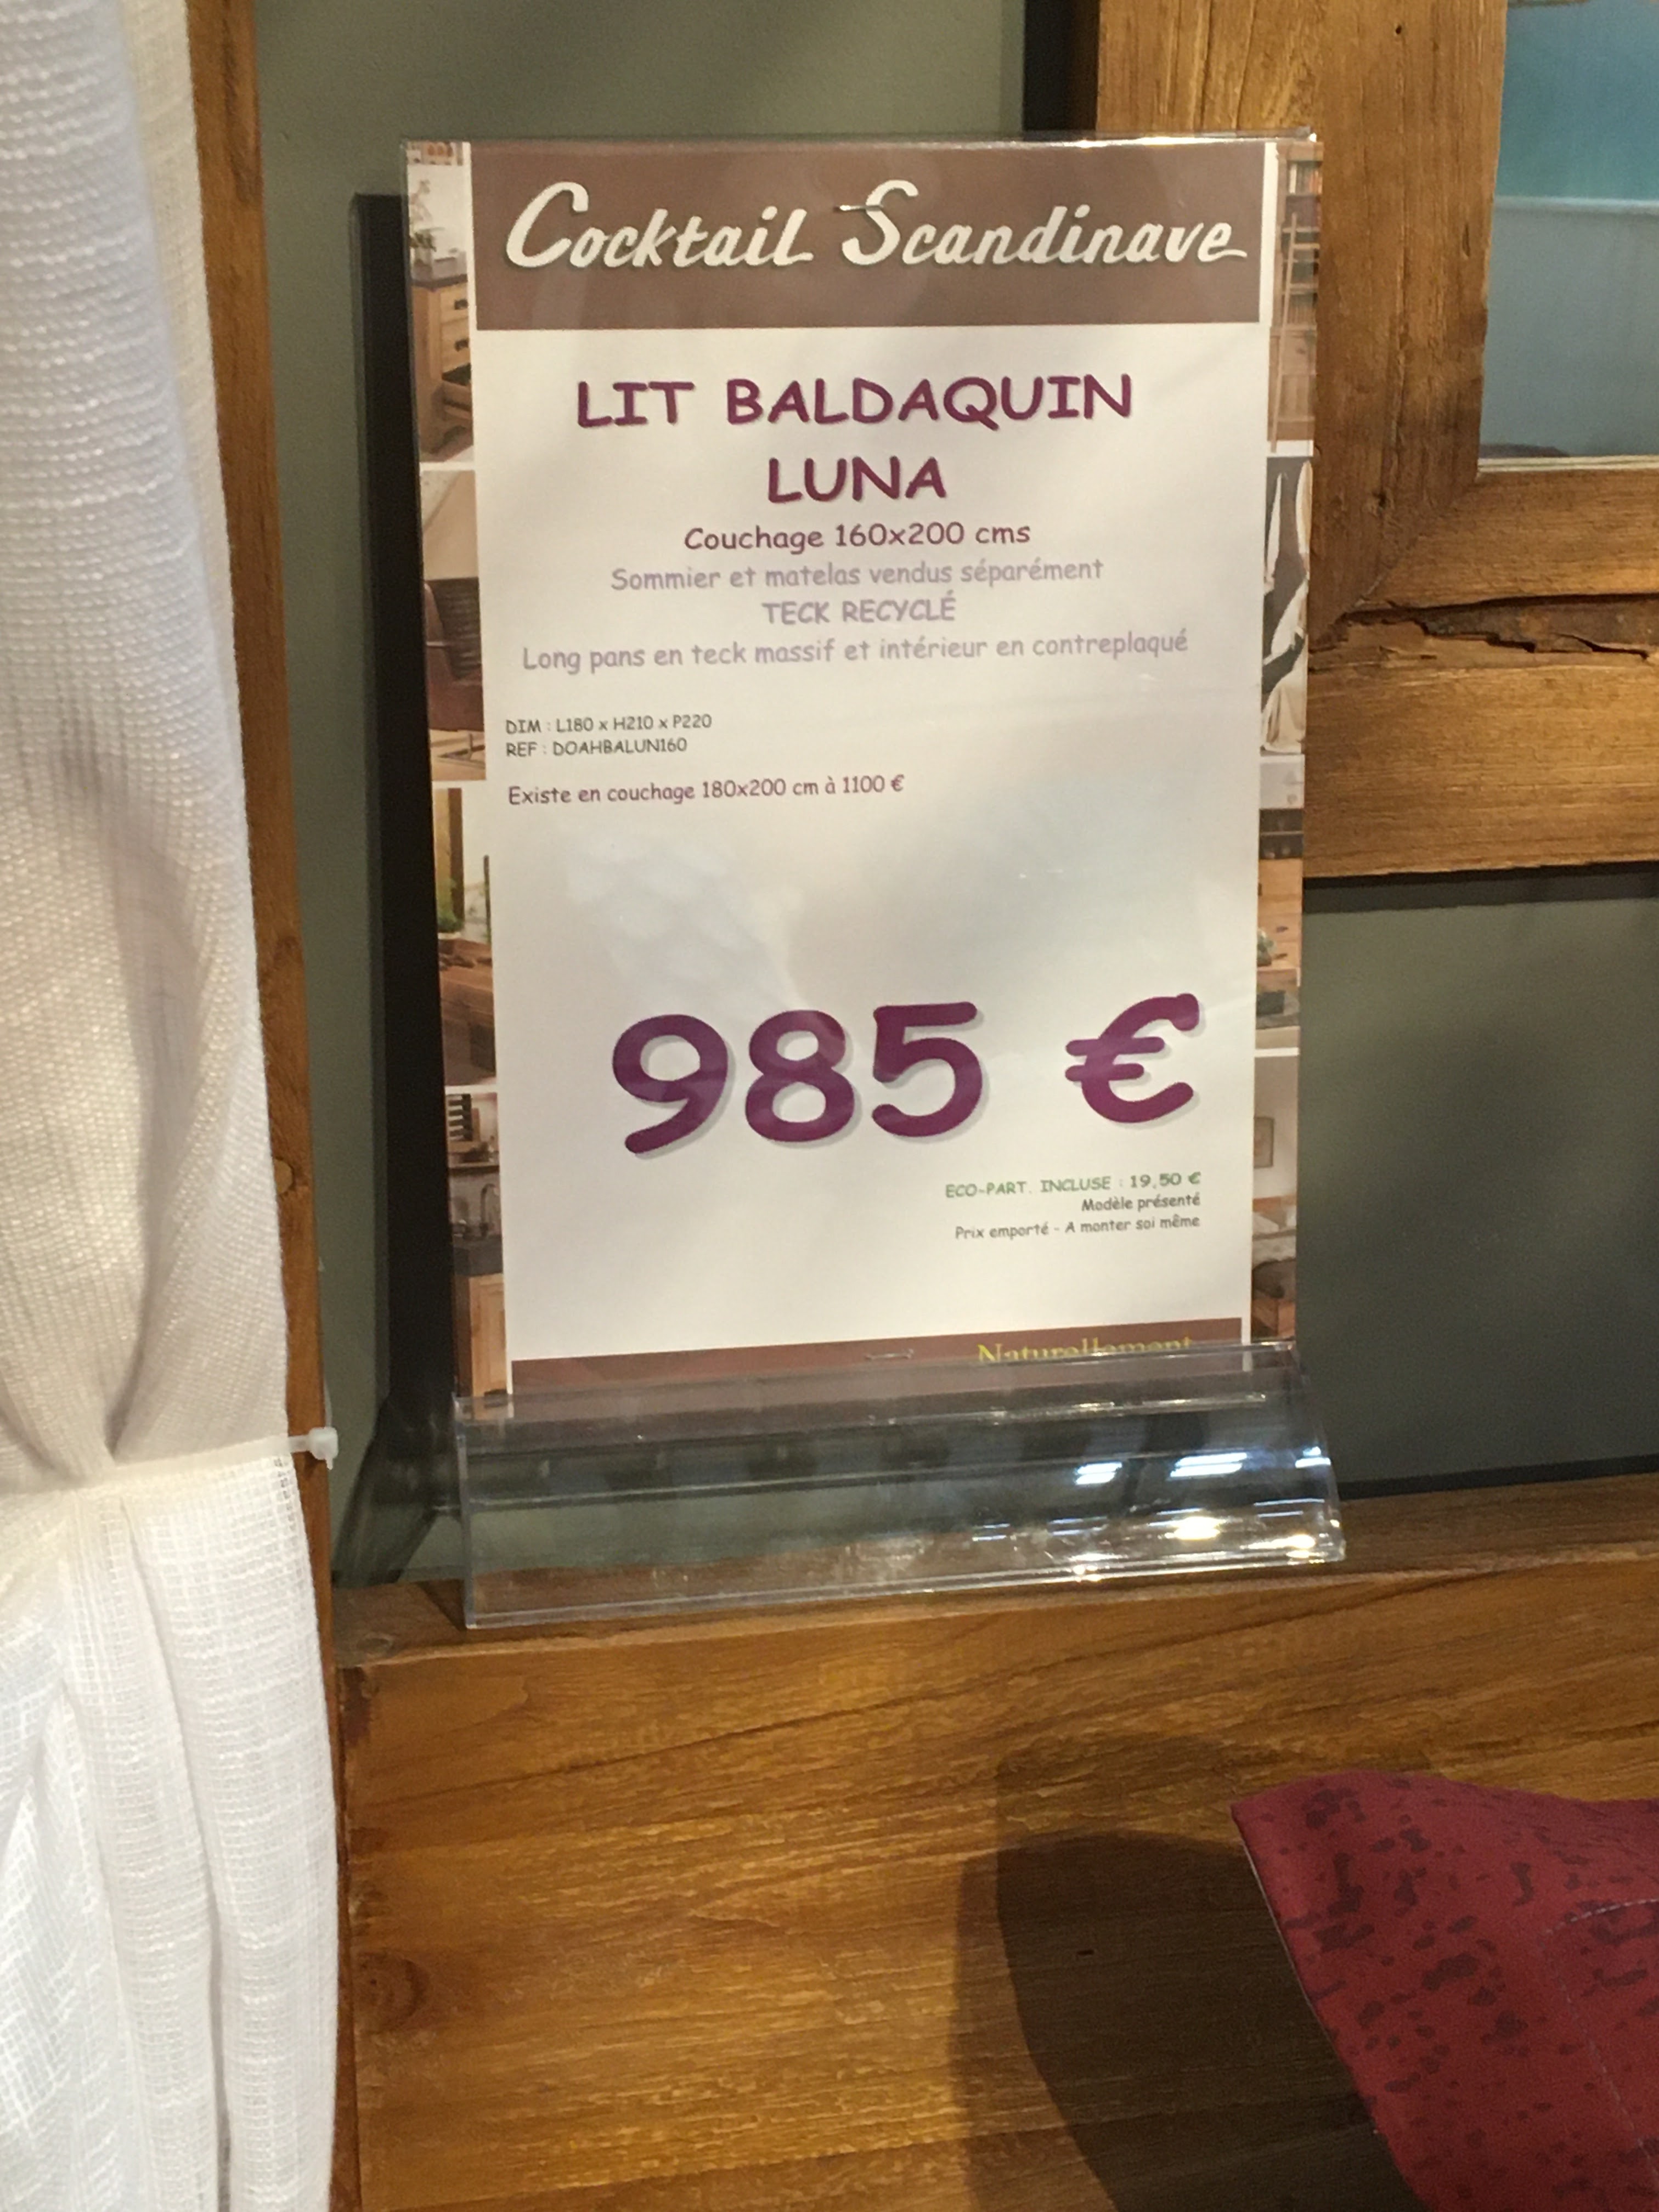 Cocktail Scandinave
LIT BALDAQUIN
LUNA
Couchage 160x200 cms
Sommier et matelas vendus séparément
TECK RECYCLÉ
Long pans en teck massif et intérieur en contreplaqué
DIM : L180 x H210 x P220
REF : DOAHBALUN160
Existe en couchage 180x200 cm à 1100 €
985 €
ECO-PART. INCLUSE : 19,50 €
Modèle présenté
Prix emporté - A monter soi même
Naturellement